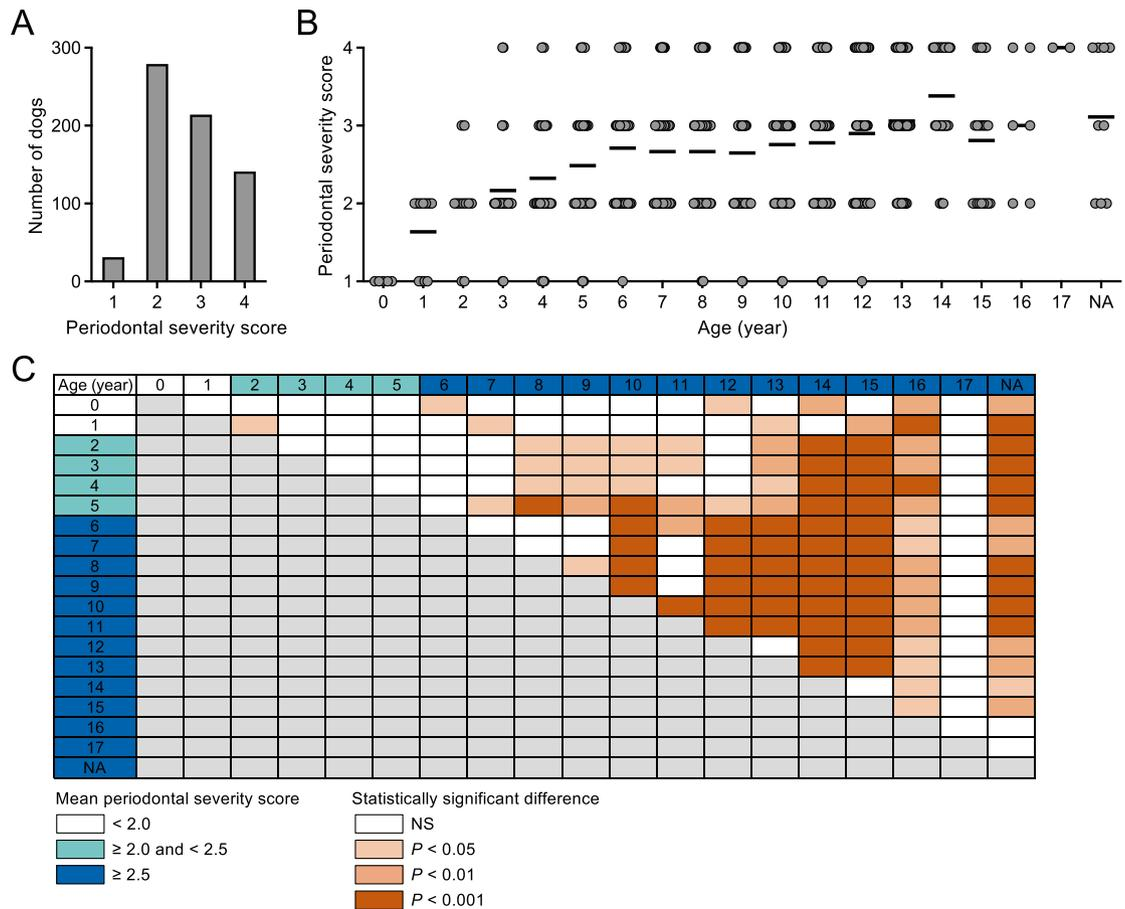 A
300
200
100
0
Number of dogs
1 2 3 4
Periodontal severity score
B
4
3
2
1
Periodontal severity score
0 1 2 3 4 5 6 7 8 9 10 11 12 13 14 15 16 17 NA
Age (year)
C
Age (year) 0 1 2 3 4 5 6 7 8 9 10 11 12 13 14 15 16 17 NA
0
1
2
3
4
5
6
7
8
9
10
11
12
13
14
15
16
17
NA
Mean periodontal severity score
< 2.0
≥ 2.0 and < 2.5
≥ 2.5
Statistically significant difference
NS
P < 0.05
P < 0.01
P < 0.001